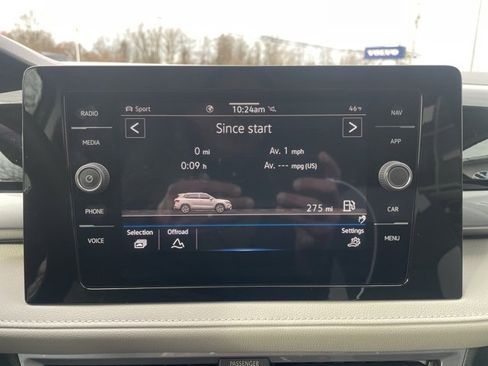 VOLVO
RADIO
MEDIA
PHONE
VOICE
Sport
10:24am
46°F
Since start
0 mi
Av. 1 mph
0:09 h
Av. --- mpg (US)
275 mi
Selection
Offroad
Settings
NAV
APP
CAR
MENU
PASSENGER